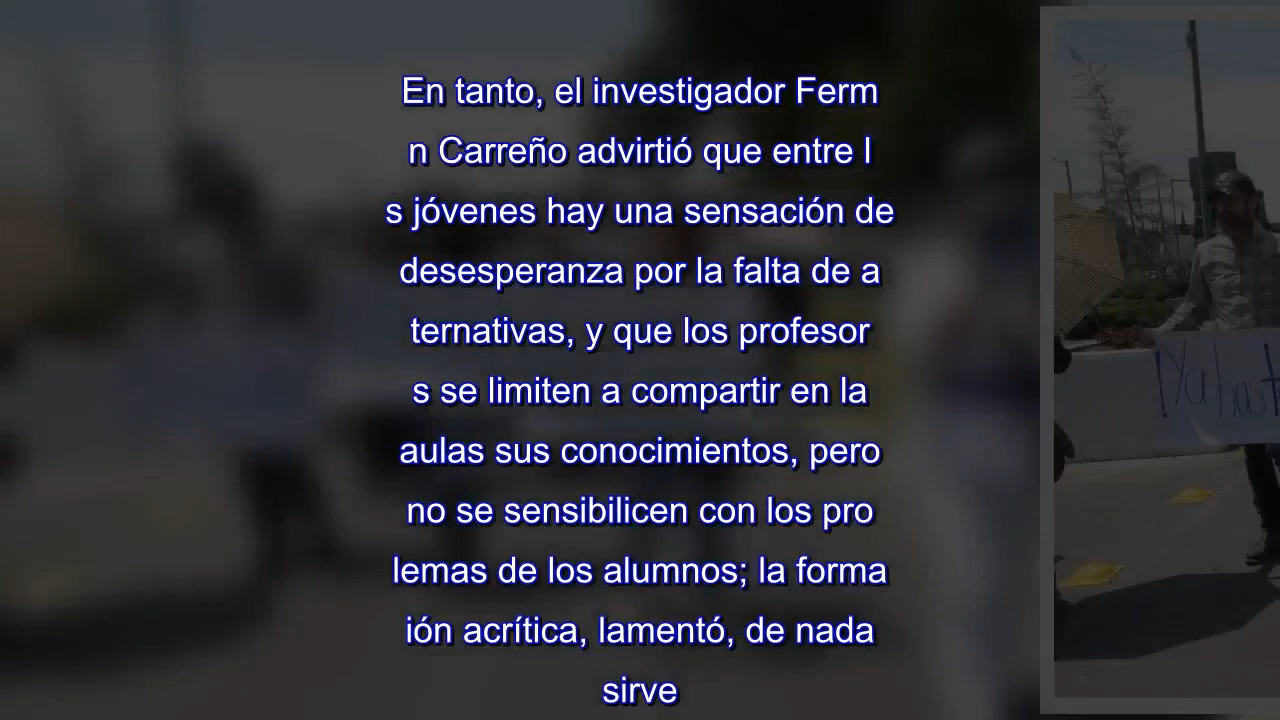 En tanto, el investigador Ferm
n Carreño advirtió que entre l
s jóvenes hay una sensación de
desesperanza por la falta de a
ternativas, y que los profesor
s se limiten a compartir en la
aulas sus conocimientos, pero
no se sensibilicen con los pro
lemas de los alumnos; la forma
ión acrítica, lamentó, de nada
sirve
¡Ya bast